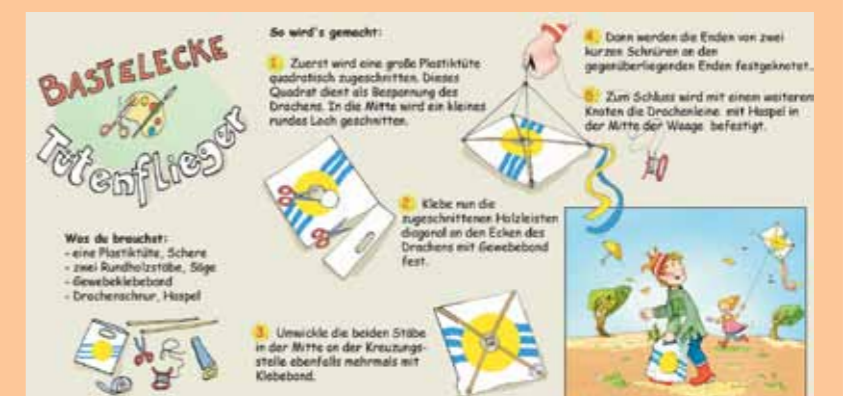 BASTELECKE
Tütenflieger
Was du brauchst:
- eine Plastiktüte, Schere
- zwei Rundholzstäbe, Säge
- Gewebeklebeband
- Drachenschnur, Haspel
So wird's gemacht:
1. Zuerst wird eine große Plastiktüte
quadratisch zugeschnitten. Dieses
Quadrat dient als Bespannung des
Drachens. In die Mitte wird ein kleines
rundes Loch geschnitten.
2. Klebe nun die
zugeschnittenen Holzleisten
diagonal an den Ecken des
Drachens mit Gewebeband
fest.
3. Umwickle die beiden Stäbe
in der Mitte an der Kreuzungs-
stelle ebenfalls mehrmals mit
Klebeband.
4. Dann werden die Enden von zwei
kurzen Schnüren an den
gegenüberliegenden Enden festgeknotet.
5. Zum Schluss wird mit einem weiteren
Knoten die Drachenleine mit Haspel in
der Mitte der Waage befestigt.